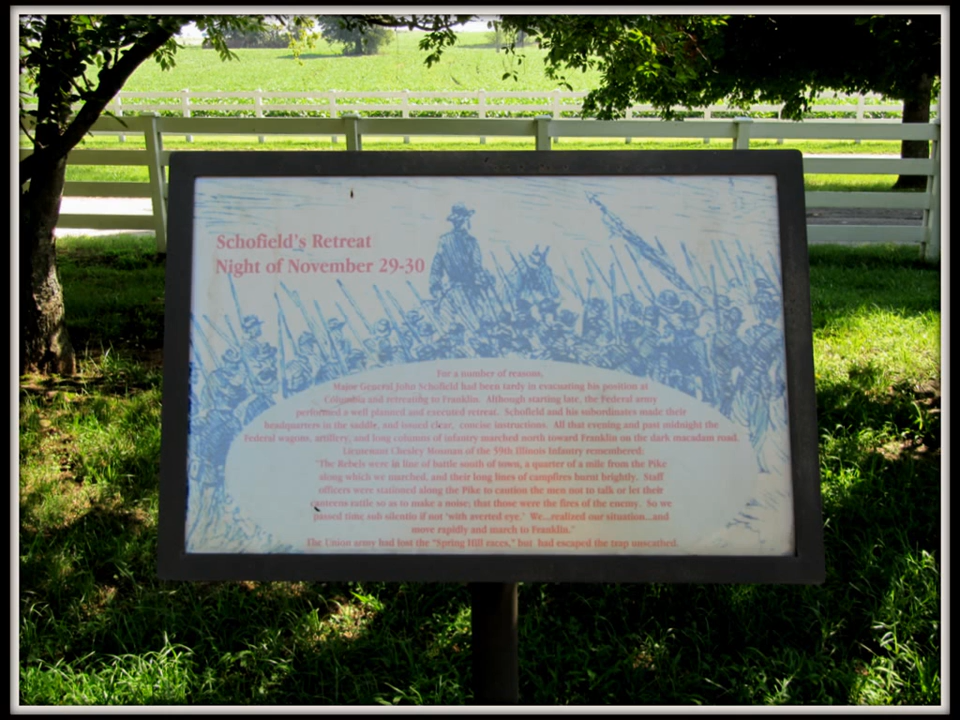 Schofield's Retreat
Night of November 29-30
For a number of reasons,
Major General John Schofield had been tardy in evacuating his position at
Columbia and retreating to Franklin. Although starting late, the Federal army
performed a well planned and executed retreat. Schofield and his subordinates made their
headquarters in the saddle, and issued clear, concise instructions. All that evening and past midnight the
Federal wagons, artillery, and long columns of infantry marched north toward Franklin on the dark macadam road.
Lieutenant Chesley Mosman of the 59th Illinois Infantry remembered:
"The Rebels were in line of battle south of town, a quarter of a mile from the Pike
along which we marched, and their long lines of campfires burnt brightly. Staff
officers were stationed along the Pike to caution the men not to talk or let their
canteens rattle so as to make a noise; that those were the fires of the enemy. So we
passed time sub silentio if not 'with averted eye.' We...realized our situation...and
move rapidly and march to Franklin."
The Union army had lost the "Spring Hill races," but had escaped the trap unscathed.